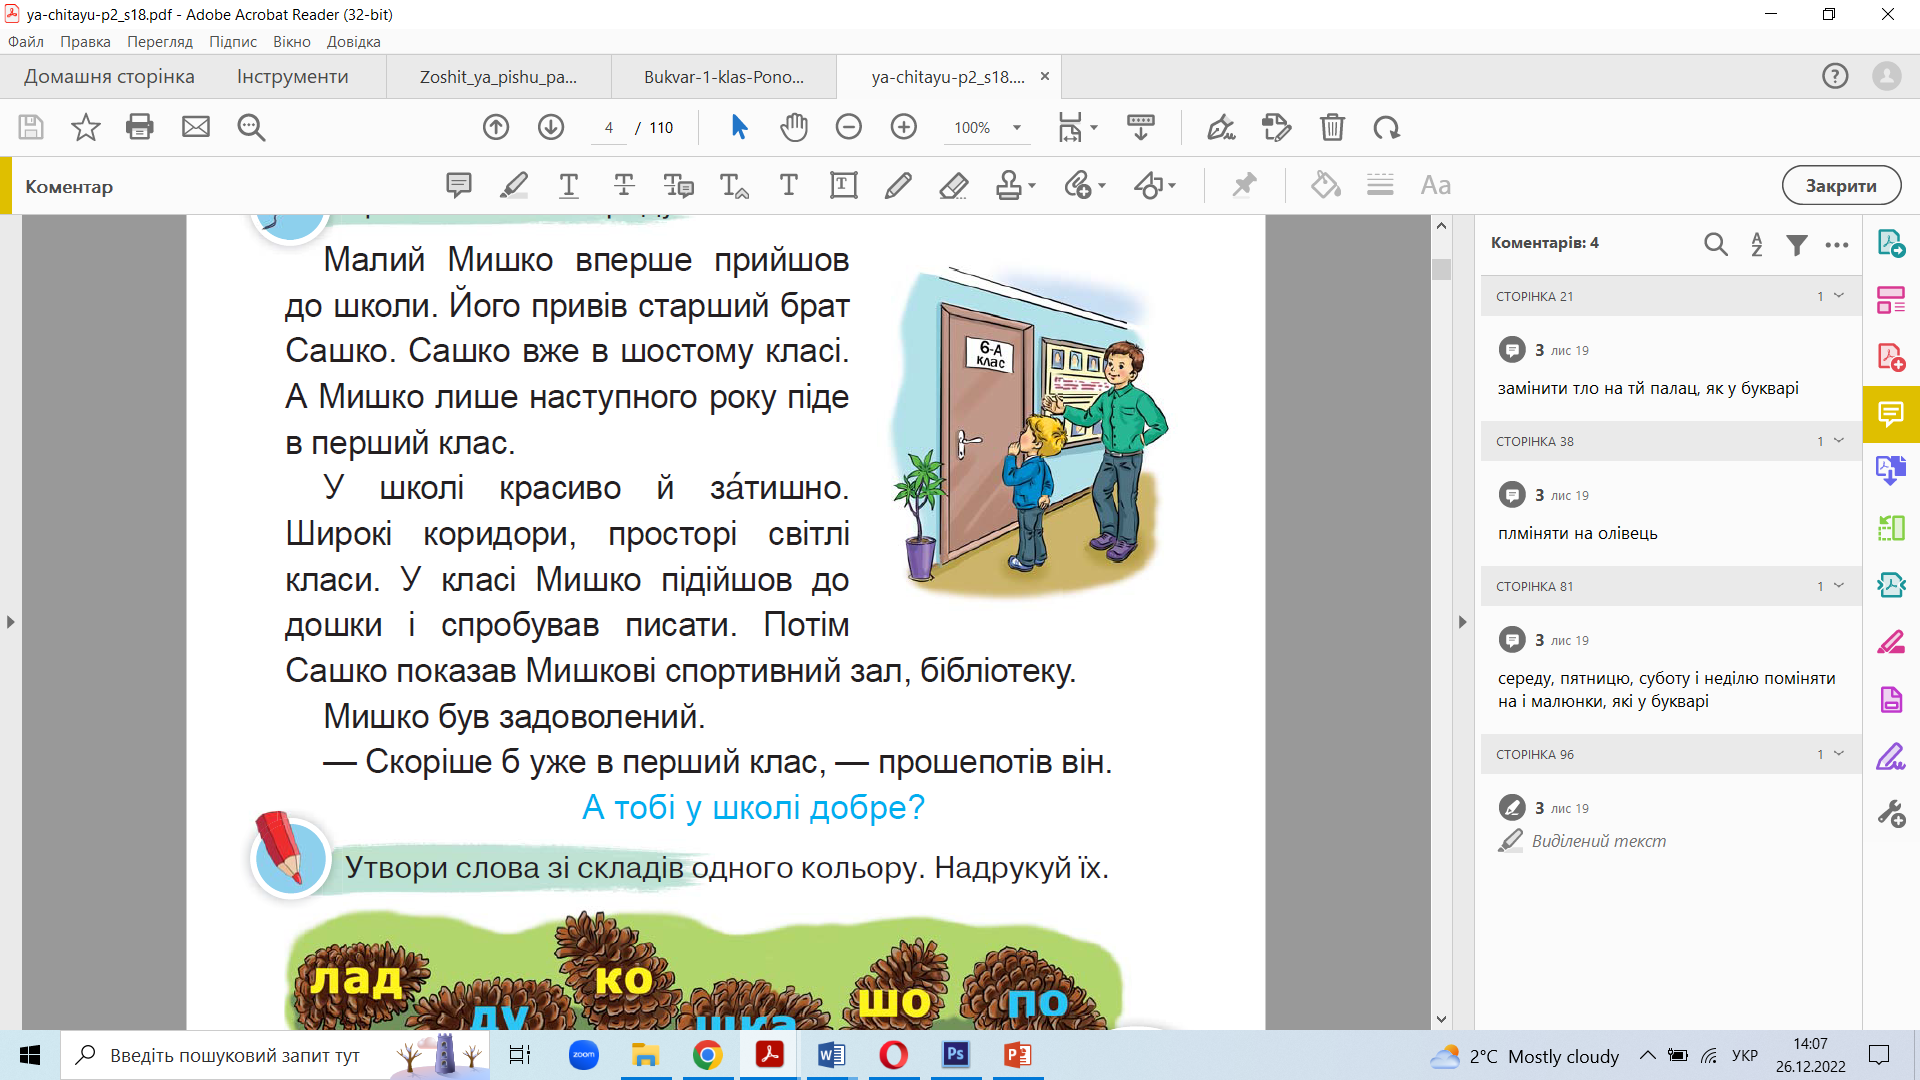 ya-chitayu-p2_s18.pdf - Adobe Acrobat Reader (32-bit)
Файл Правка Перегляд Підпис Вікно Довідка
Домашня сторінка Інструменти Zoshit_ya_pishu_pa... Bukvar-1-klas-Pono... ya-chitayu-p2_s18....
4 / 110 100%
Коментар
Закрити
Малий Мишко вперше прийшов
до школи. Його привів старший брат
Сашко. Сашко вже в шостому класі.
А Мишко лише наступного року піде
в перший клас.
У школі красиво й за́тишно.
Широкі коридори, просторі світлі
класи. У класі Мишко підійшов до
дошки і спробував писати. Потім
Сашко показав Мишкові спортивний зал, бібліотеку.
Мишко був задоволений.
— Скоріше б уже в перший клас, — прошепотів він.
А тобі у школі добре?
6-А
клас
Утвори слова зі складів одного кольору. Надрукуй їх.
лад
ду
ко
шка
шо
по
Коментарів: 4
СТОРІНКА 21 1
3 лис 19
замінити тло на тй палац, як у букварі
СТОРІНКА 38 1
3 лис 19
плміняти на олівець
СТОРІНКА 81 1
3 лис 19
середу, пятницю, суботу і неділю поміняти
на і малюнки, які у букварі
СТОРІНКА 96 1
3 лис 19
Виділений текст
Введіть пошуковий запит тут
zoom
2°C Mostly cloudy
УКР
14:07
26.12.2022